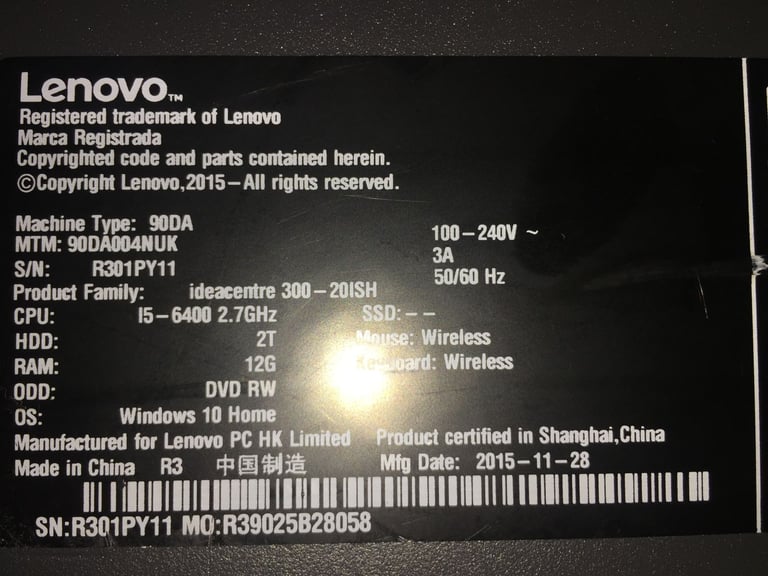 Lenovo™
Registered trademark of Lenovo
Marca Registrada
Copyrighted code and parts contained herein.
©Copyright Lenovo,2015–All rights reserved.
Machine Type: 90DA
MTM: 90DA004NUK
S/N: R301PY11
100–240V ~
3A
50/60 Hz
Product Family: ideacentre 300–20ISH
CPU: I5–6400 2.7GHz SSD: – –
HDD: 2T Mouse: Wireless
RAM: 12G Keyboard: Wireless
ODD: DVD RW
OS: Windows 10 Home
Manufactured for Lenovo PC HK Limited Product certified in Shanghai,China
Made in China R3 中国制造 Mfg Date: 2015–11–28
SN:R301PY11 MO:R39025B28058